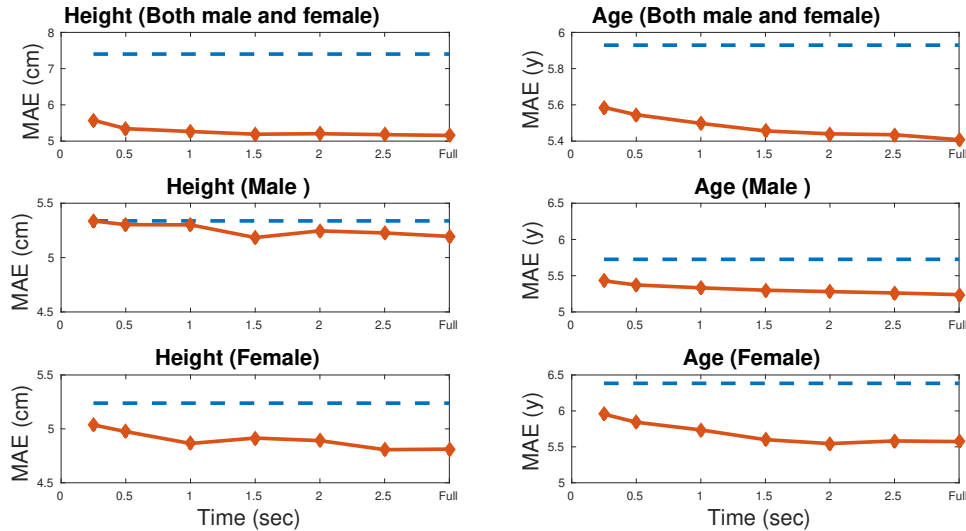 Height (Both male and female)
MAE (cm)
8
7
6
5
0 0.5 1 1.5 2 2.5 Full
Age (Both male and female)
MAE (y)
6
5.8
5.6
5.4
0 0.5 1 1.5 2 2.5 Full
Height (Male )
MAE (cm)
5.5
5
4.5
0 0.5 1 1.5 2 2.5 Full
Age (Male )
MAE (y)
6.5
6
5.5
5
0 0.5 1 1.5 2 2.5 Full
Height (Female)
MAE (cm)
5.5
5
4.5
0 0.5 1 1.5 2 2.5 Full
Time (sec)
Age (Female)
MAE (y)
6.5
6
5.5
5
0 0.5 1 1.5 2 2.5 Full
Time (sec)